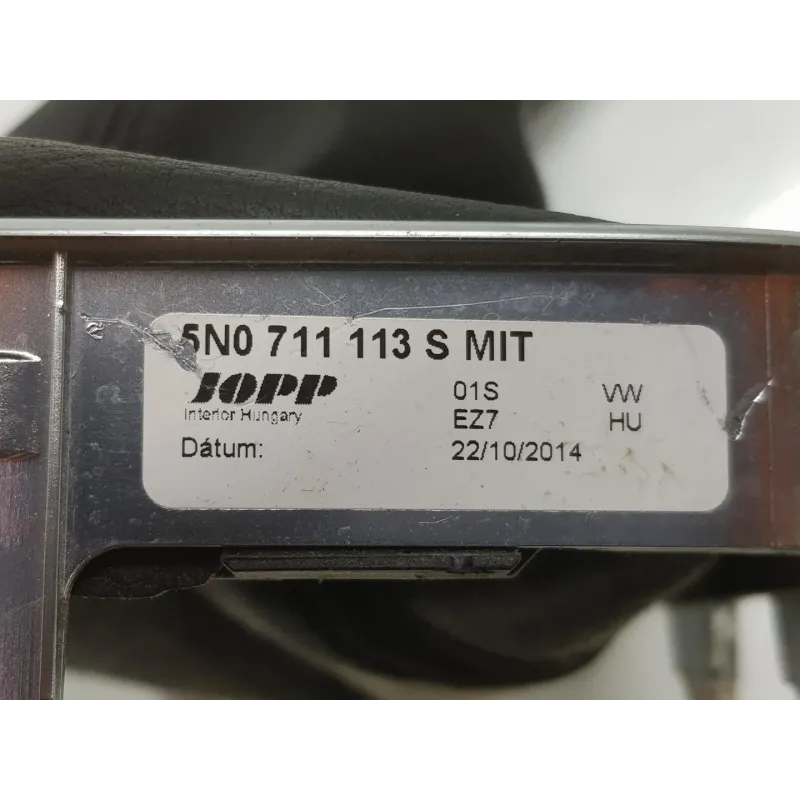 5N0 711 113 S MIT
JOPP 01S VW
Interior Hungary EZ7 HU
Dátum: 22/10/2014